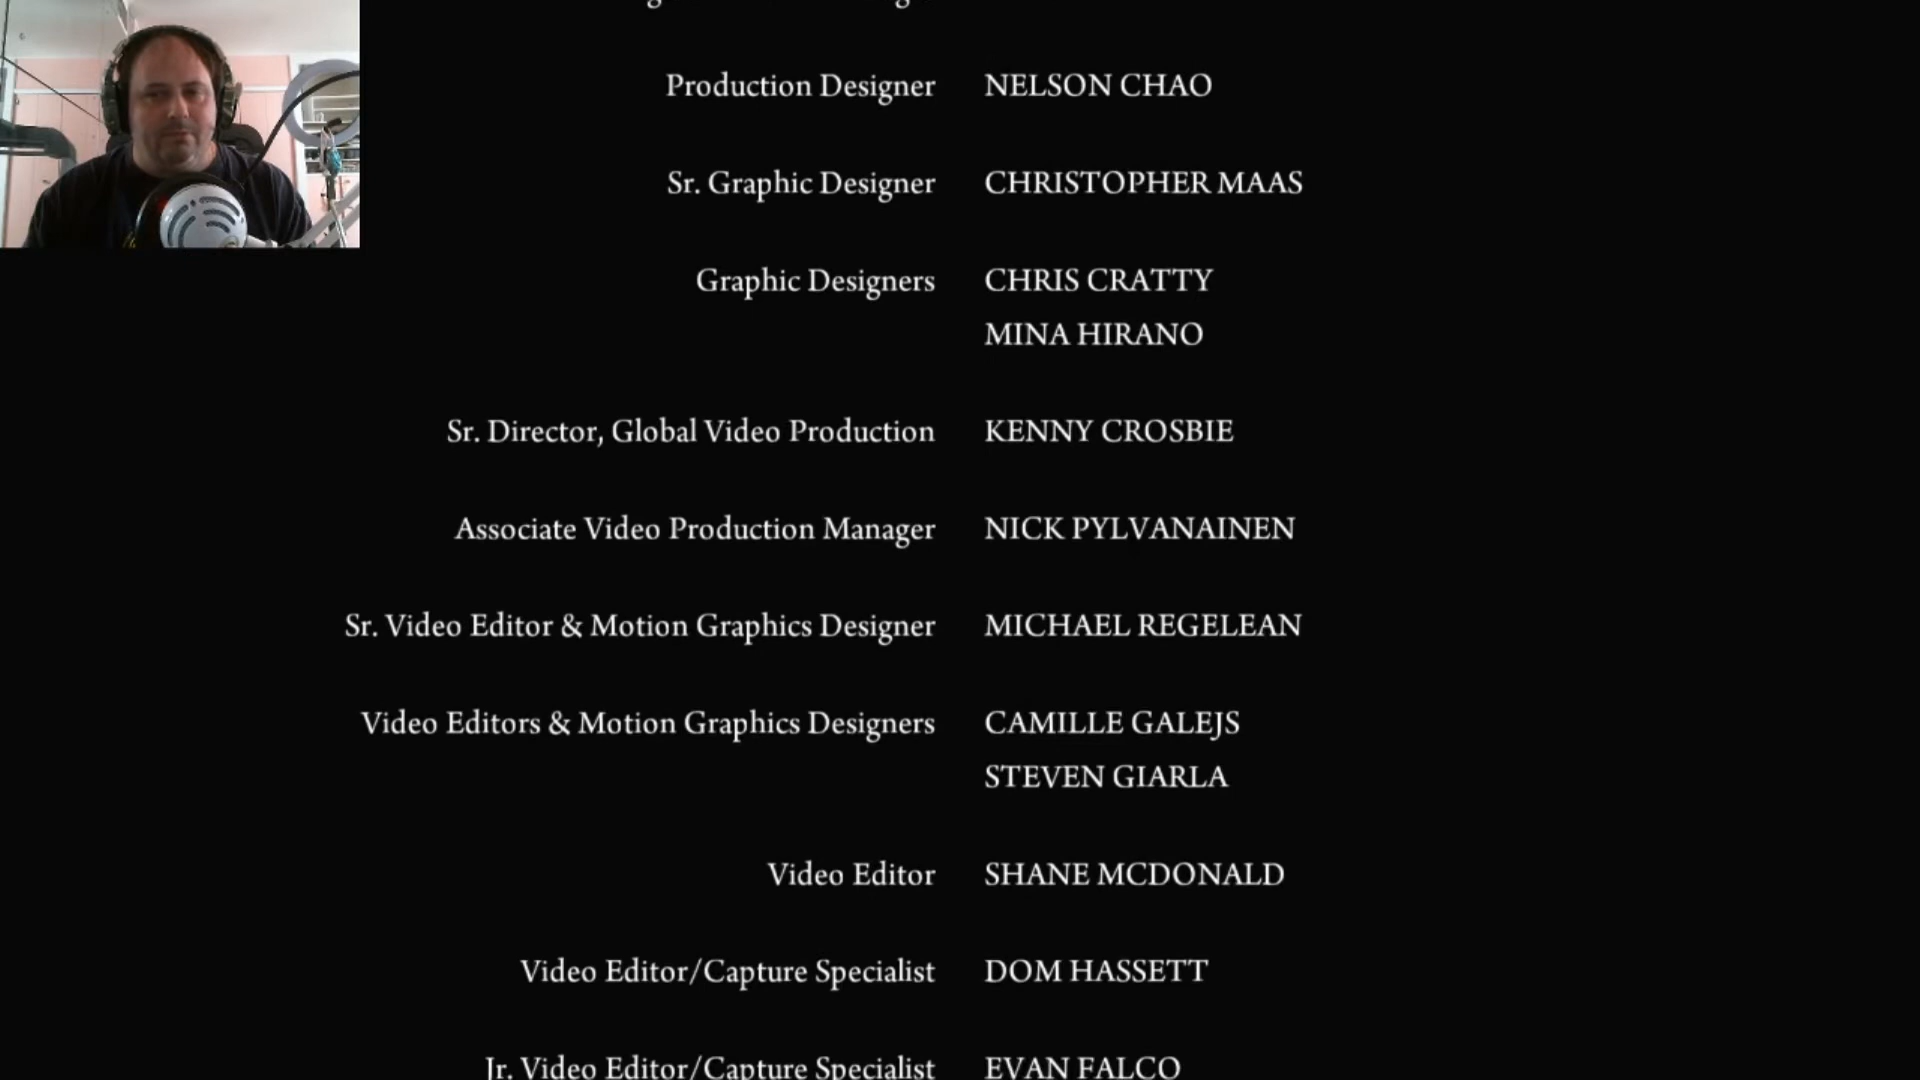 Production Designer NELSON CHAO
Sr. Graphic Designer CHRISTOPHER MAAS
Graphic Designers CHRIS CRATTY
MINA HIRANO
Sr. Director, Global Video Production KENNY CROSBIE
Associate Video Production Manager NICK PYLVANAINEN
Sr. Video Editor & Motion Graphics Designer MICHAEL REGELEAN
Video Editors & Motion Graphics Designers CAMILLE GALEJS
STEVEN GIARLA
Video Editor SHANE MCDONALD
Video Editor/Capture Specialist DOM HASSETT
Jr. Video Editor/Capture Specialist EVAN FALCO